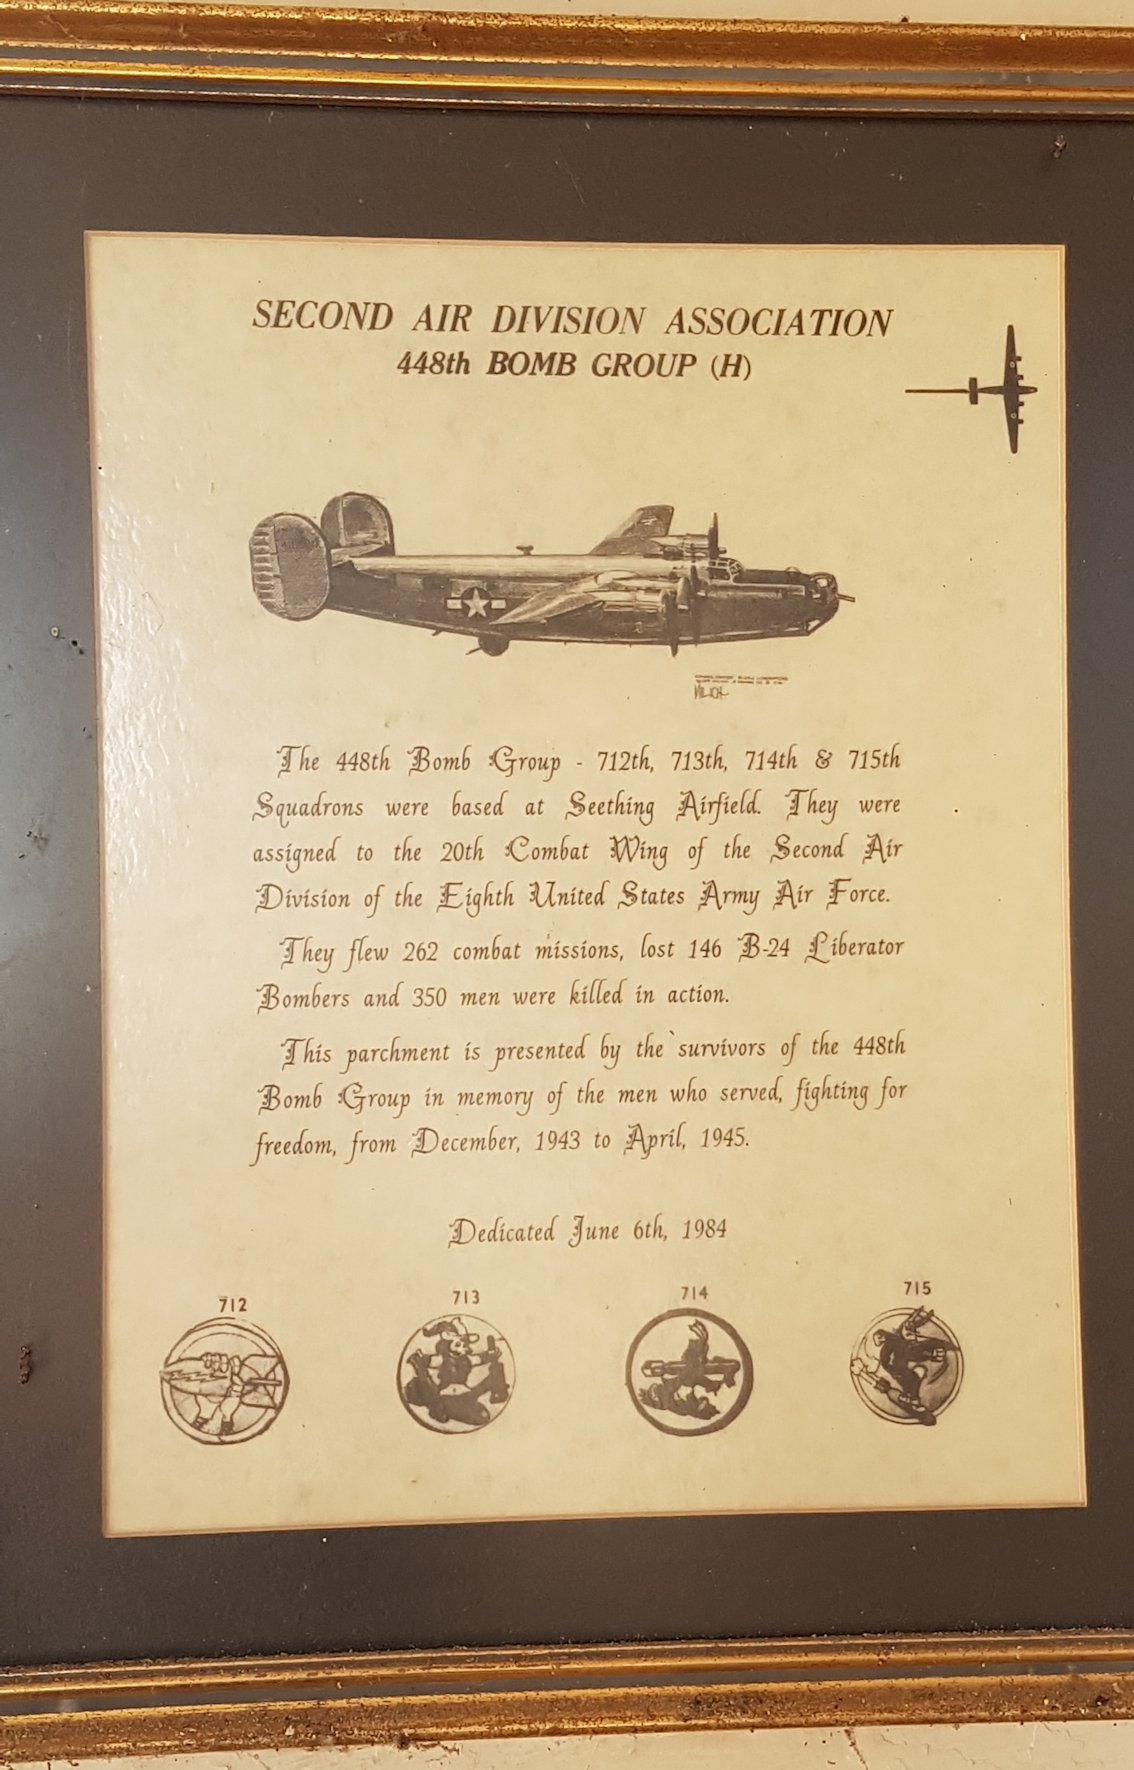 SECOND AIR DIVISION ASSOCIATION
448th BOMB GROUP (H)
The 448th Bomb Group - 712th, 713th, 714th & 715th
Squadrons were based at Seething Airfield. They were
assigned to the 20th Combat Wing of the Second Air
Division of the Eighth United States Army Air Force.
They flew 262 combat missions, lost 146 B-24 Liberator
Bombers and 350 men were killed in action.
This parchment is presented by the survivors of the 448th
Bomb Group in memory of the men who served, fighting for
freedom, from December, 1943 to April, 1945.
Dedicated June 6th, 1984
712
713
714
715